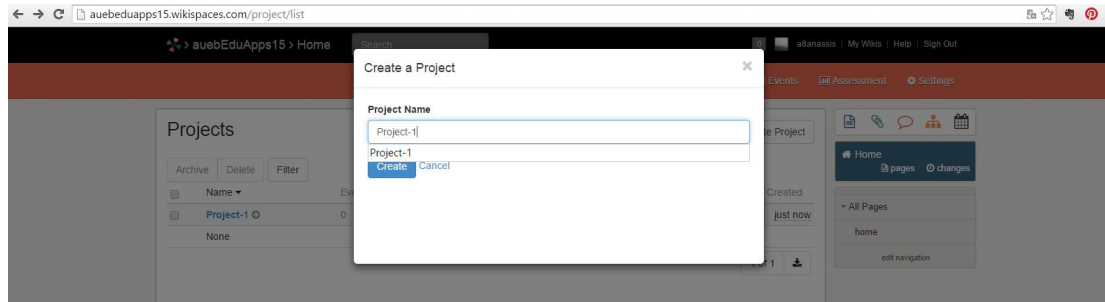 auebeduapps15.wikispaces.com/project/list
> auebEduApps15 > Home
Search
0
a8anassis | My Wikis | Help | Sign Out
Events
Assessment
Settings
Create a Project
×
Project Name
Project-1
Project-1
Create Cancel
Projects
Project
Archive Delete Filter
Name
Created
Project-1
0
just now
None
of 1
Home
pages changes
All Pages
home
edit navigation